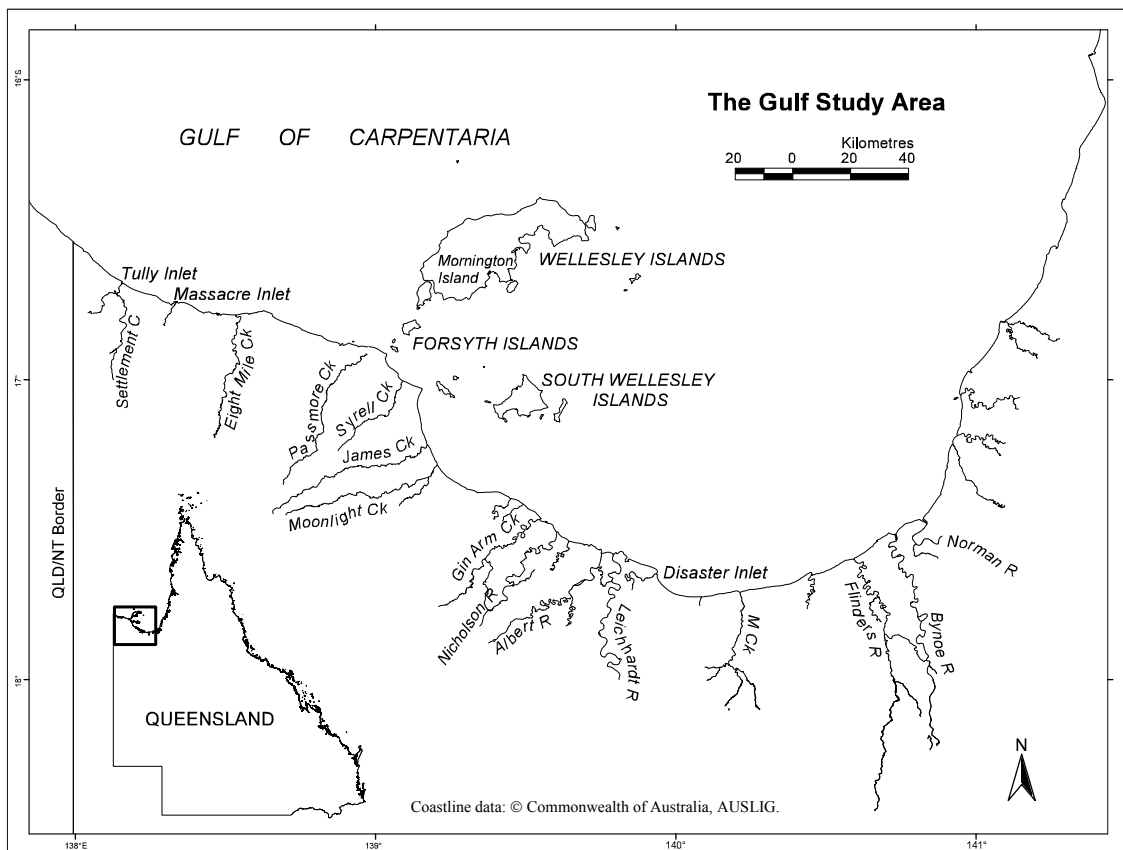 The Gulf Study Area
Kilometres
20 0 20 40
16°S
GULF OF CARPENTARIA
Mornington
Island
WELLESLEY ISLANDS
Tully Inlet
Massacre Inlet
Settlement C
Eight Mile Ck
FORSYTH ISLANDS
17°
SOUTH WELLESLEY
ISLANDS
Passmore Ck
Syrell Ck
James Ck
Moonlight Ck
QLD/NT Border
Gin Arm Ck
Nicholson R
Albert R
Leichhardt R
Disaster Inlet
M Ck
Flinders R
Bynoe R
Norman R
18°
QUEENSLAND
N
Coastline data: © Commonwealth of Australia, AUSLIG.
138°E
139°
140°
141°